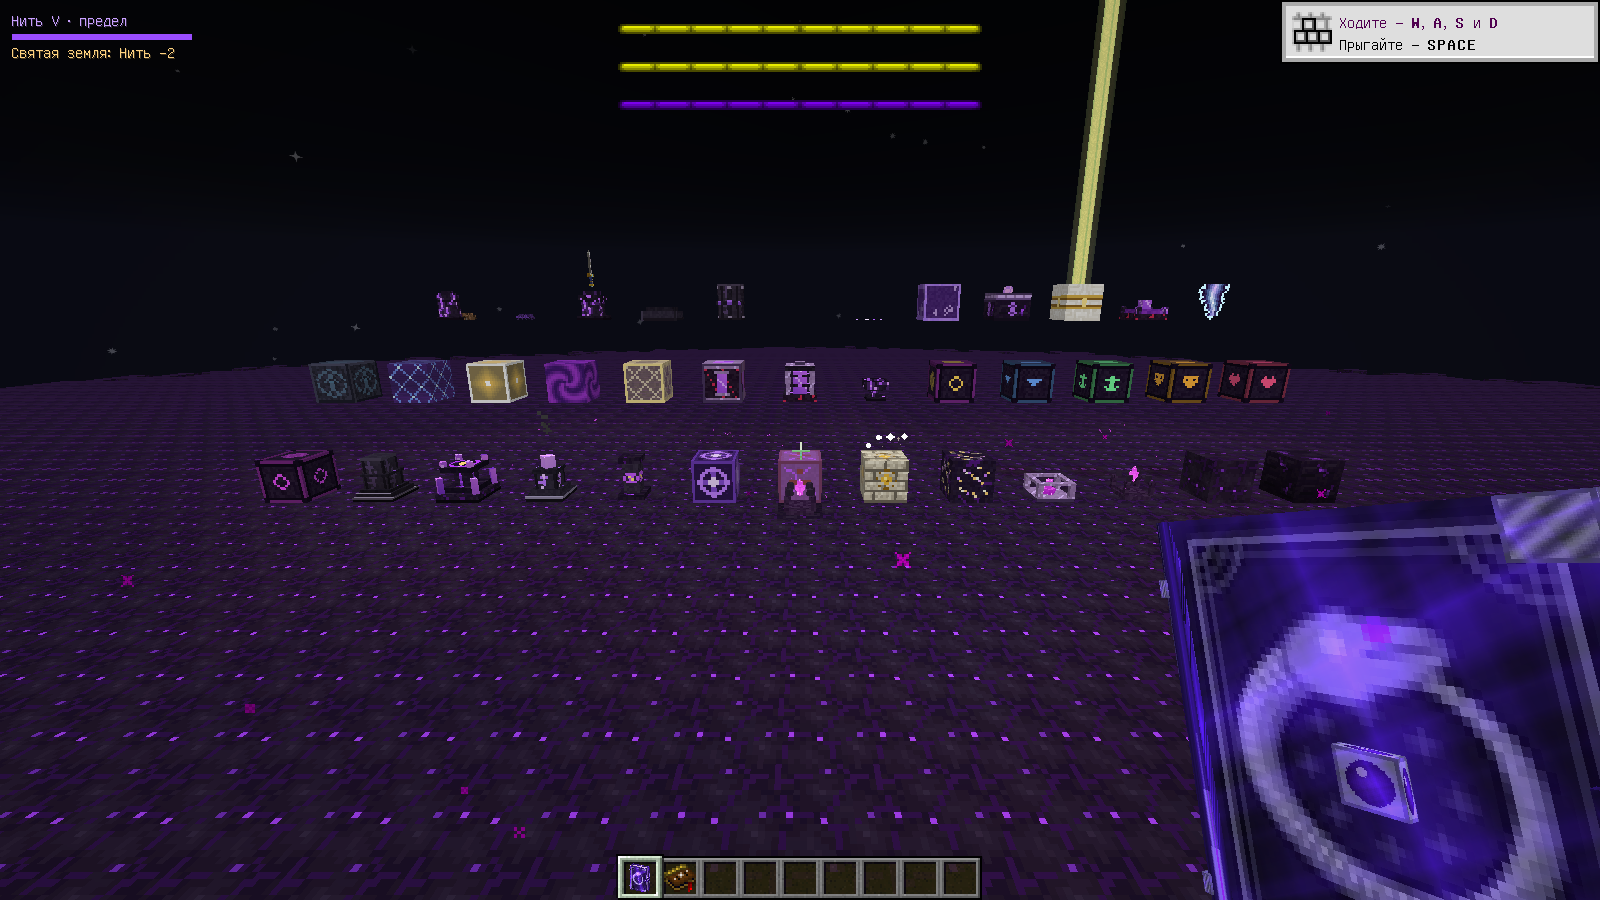 Нить V · предел
Святая земля: Нить -2
Ходите – W, A, S и D
Прыгайте – SPACE